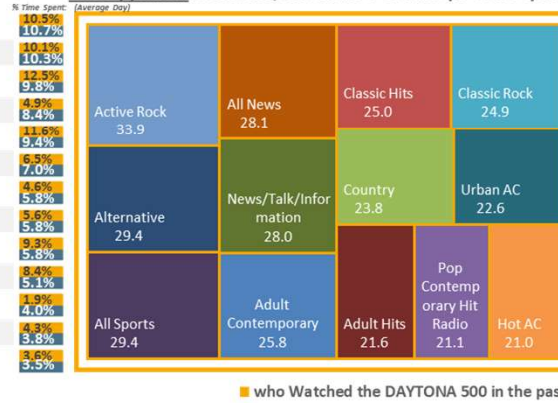 % Time Spent: (Average Day)
10.5%
10.7%
10.1%
10.3%
12.5%
9.8%
4.9%
8.4%
11.6%
9.4%
6.5%
7.0%
4.6%
5.8%
5.6%
5.8%
9.3%
5.8%
8.4%
5.1%
1.9%
4.0%
4.3%
3.8%
3.6%
3.5%
Active Rock
33.9
Alternative
29.4
All Sports
29.4
All News
28.1
News/Talk/Infor
mation
28.0
Adult
Contemporary
25.8
Classic Hits
25.0
Classic Rock
24.9
Country
23.8
Urban AC
22.6
Adult Hits
21.6
Pop
Contemp
orary Hit
Radio
21.1
Hot AC
21.0
who Watched the DAYTONA 500 in the pas